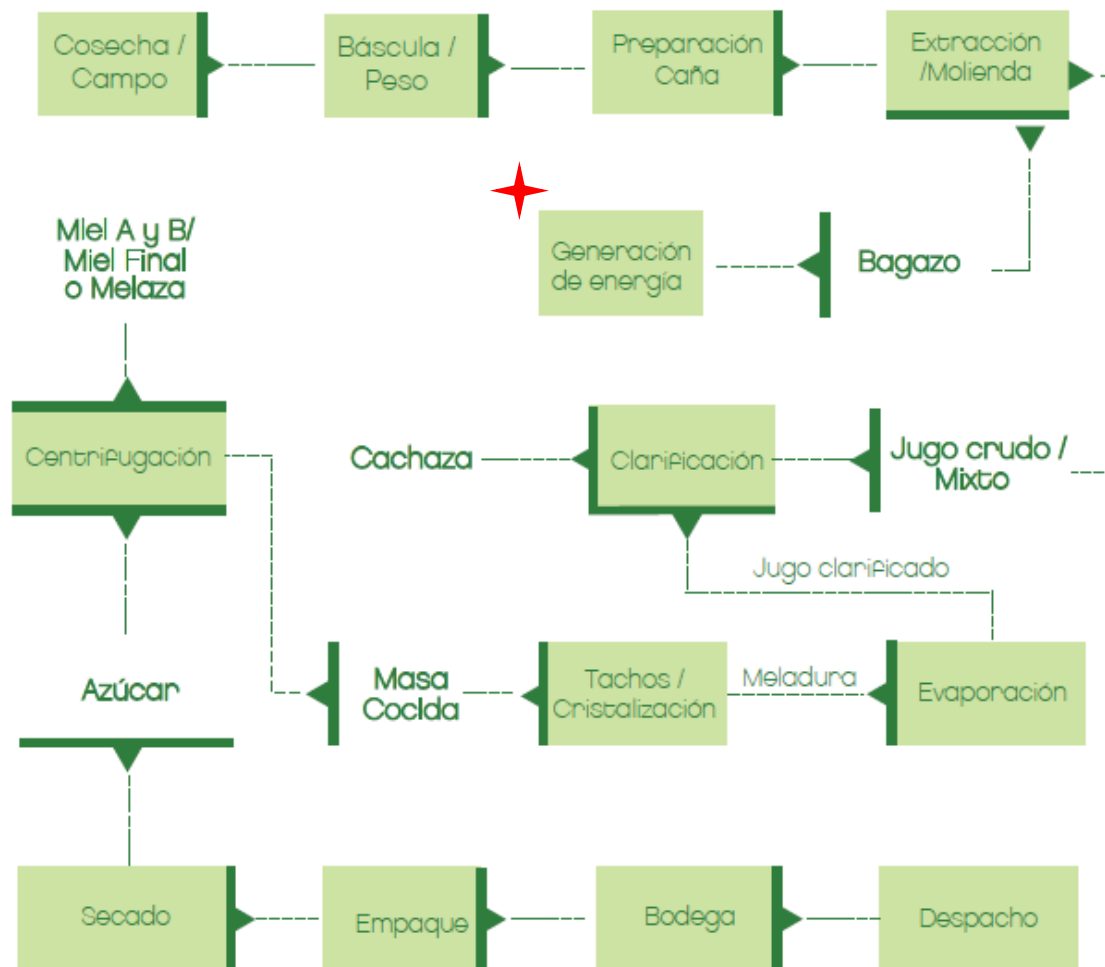 Cosecha /
Campo
Báscula /
Peso
Preparación
Caña
Extracción
/Molienda
Miel A y B/
Miel Final
o Melaza
Generación
de energía
Bagazo
Centrifugación
Cachaza
Clarificación
Jugo crudo /
Mixto
Jugo clarificado
Azúcar
Masa
Cocida
Tachos /
Cristalización
Meladura
Evaporación
Secado
Empaque
Bodega
Despacho